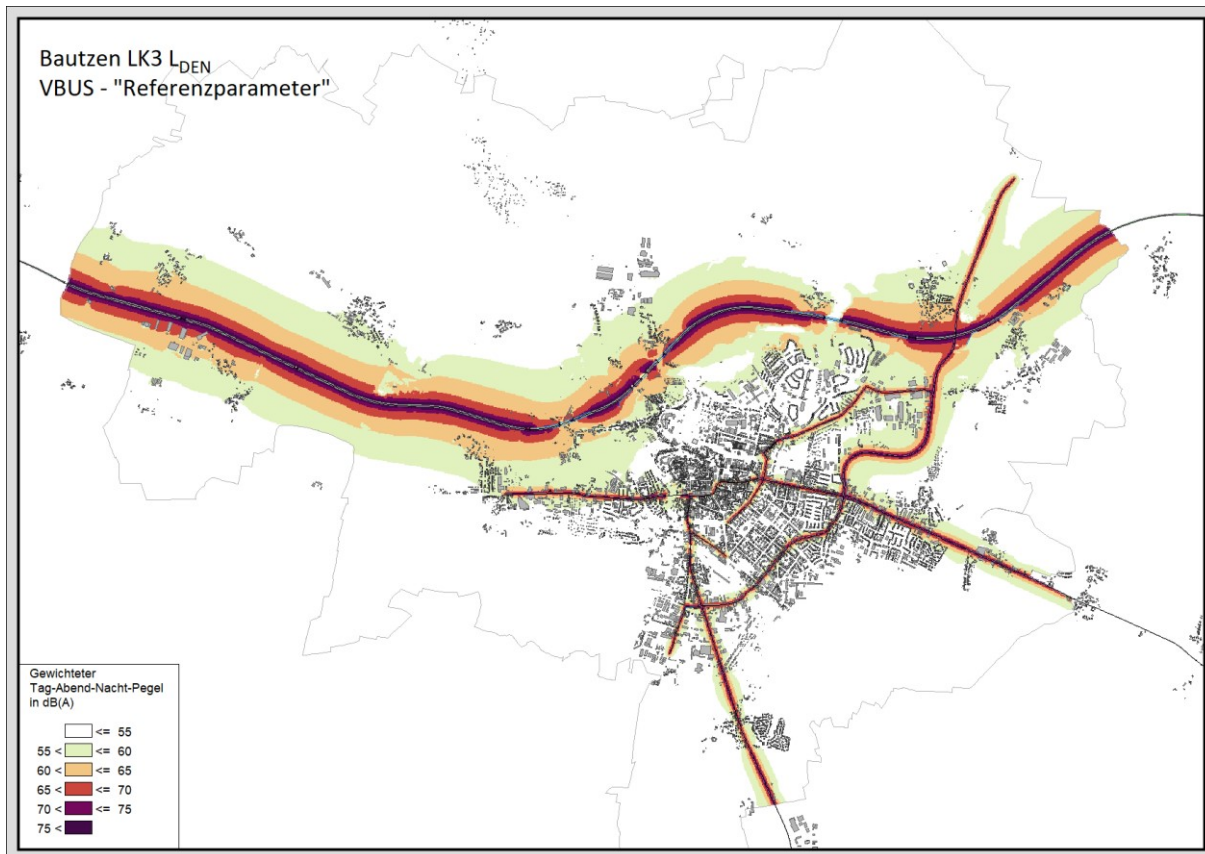 Bautzen LK3 L_DEN
VBUS - "Referenzparameter"
Gewichteter
Tag-Abend-Nacht-Pegel
in dB(A)
<= 55
55 < <= 60
60 < <= 65
65 < <= 70
70 < <= 75
75 <